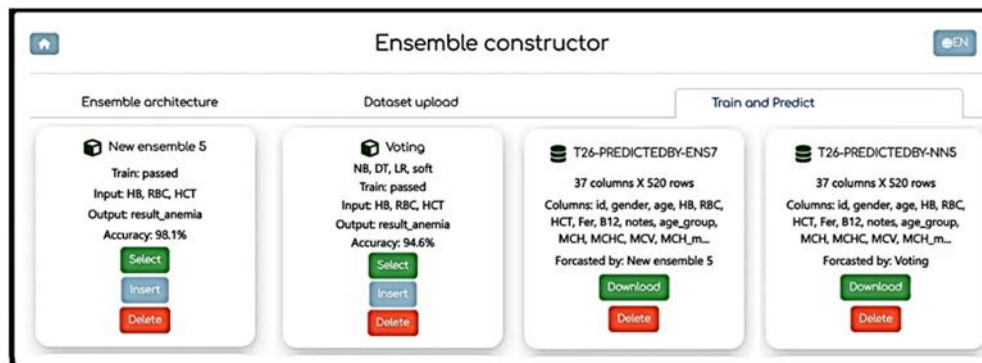 Ensemble constructor
EN
Ensemble architecture
Dataset upload
Train and Predict
New ensemble 5
Train: passed
Input: HB, RBC, HCT
Output: result_anemia
Accuracy: 98.1%
Select
Insert
Delete
Voting
NB, DT, LR, soft
Train: passed
Input: HB, RBC, HCT
Output: result_anemia
Accuracy: 94.6%
Select
Insert
Delete
T26-PREDICTEDBY-ENS7
37 columns X 520 rows
Columns: id, gender, age, HB, RBC,
HCT, Fer, B12, notes, age_group,
MCH, MCHC, MCV, MCH_m...
Forcasted by: New ensemble 5
Download
Delete
T26-PREDICTEDBY-NN5
37 columns X 520 rows
Columns: id, gender, age, HB, RBC,
HCT, Fer, B12, notes, age_group,
MCH, MCHC, MCV, MCH_m...
Forcasted by: Voting
Download
Delete